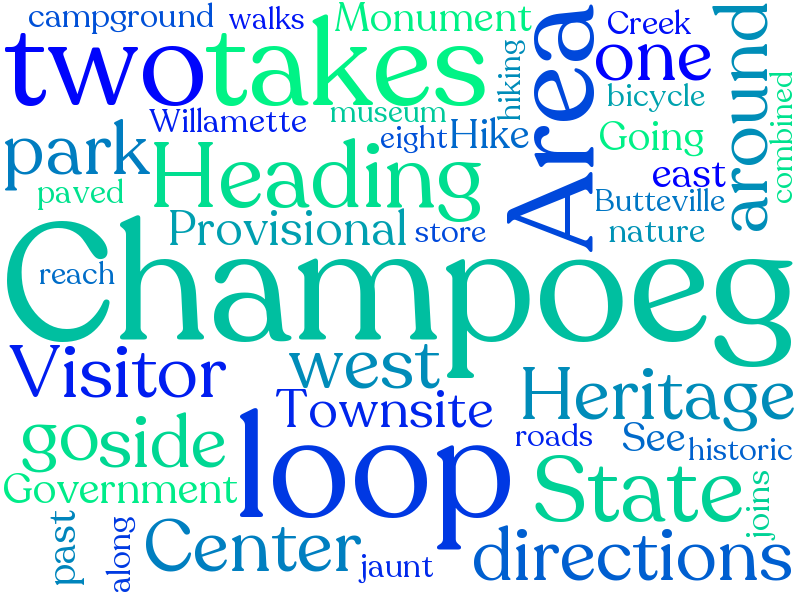 campground
walks
Monument
Creek
two
takes
hiking
Area
one
around
bicycle
combined
Willamette
museum
eight
Hike
Going
park
Heading
east
paved
Butteville
Provisional
store
nature
Champoeg
reach
Visitor
west
Heritage
Townsite
go
side
loop
roads
See
historic
Government
State
joins
past
along
Center
jaunt
directions